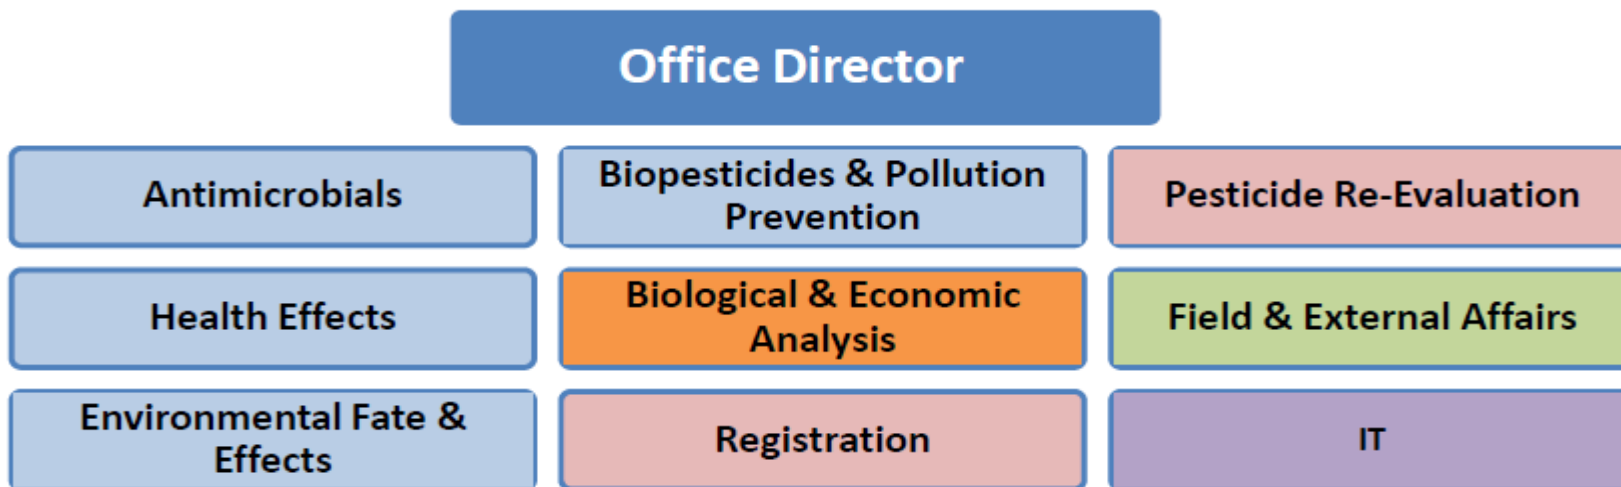 Office Director
Antimicrobials
Biopesticides & Pollution
Prevention
Pesticide Re-Evaluation
Health Effects
Biological & Economic
Analysis
Field & External Affairs
Environmental Fate &
Effects
Registration
IT